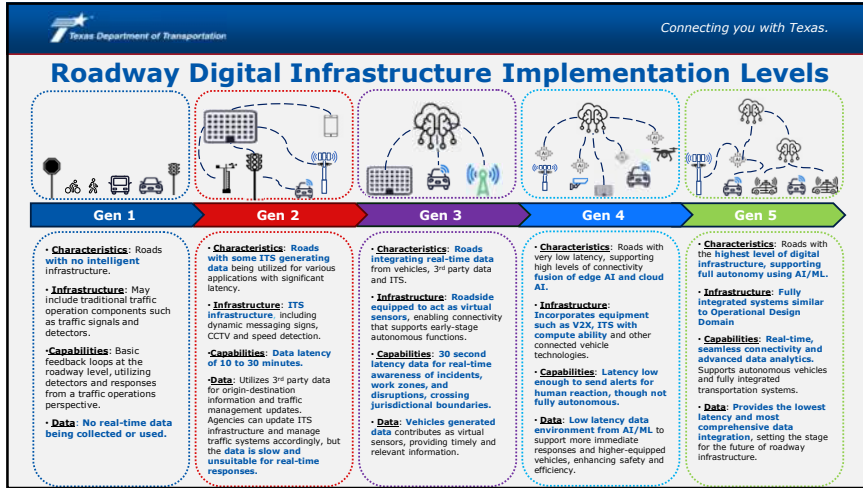 Texas Department of Transportation
Connecting you with Texas.
Roadway Digital Infrastructure Implementation Levels
Gen 1
Gen 2
Gen 3
Gen 4
Gen 5
• Characteristics: Roads
with no intelligent
infrastructure.
• Infrastructure: May
include traditional traffic
operation components such
as traffic signals and
detectors.
•Capabilities: Basic
feedback loops at the
roadway level, utilizing
detectors and responses
from a traffic operations
perspective.
• Data: No real-time data
being collected or used.
• Characteristics: Roads
with some ITS generating
data being utilized for various
applications with significant
latency.
•Infrastructure: ITS
infrastructure, including
dynamic messaging signs,
CCTV and speed detection.
•Capabilities: Data latency
of 10 to 30 minutes.
•Data: Utilizes 3rd party data
for origin-destination
information and traffic
management updates.
Agencies can update ITS
infrastructure and manage
traffic systems accordingly, but
the data is slow and
unsuitable for real-time
responses.
• Characteristics: Roads
integrating real-time data
from vehicles, 3rd party data
and ITS.
• Infrastructure: Roadside
equipped to act as virtual
sensors, enabling connectivity
that supports early-stage
autonomous functions.
• Capabilities: 30 second
latency data for real-time
awareness of incidents,
work zones, and
disruptions, crossing
jurisdictional boundaries.
• Data: Vehicles generated
data contributes as virtual
sensors, providing timely and
relevant information.
• Characteristics: Roads with
very low latency, supporting
high levels of connectivity
fusion of edge AI and cloud
AI.
• Infrastructure:
Incorporates equipment
such as V2X, ITS with
compute ability and other
connected vehicle
technologies.
• Capabilities: Latency low
enough to send alerts for
human reaction, though not
fully autonomous.
• Data: Low latency data
environment from AI/ML to
support more immediate
responses and higher-equipped
vehicles, enhancing safety and
efficiency.
• Characteristics: Roads with
the highest level of digital
infrastructure, supporting
full autonomy using AI/ML.
• Infrastructure: Fully
integrated systems similar
to Operational Design
Domain
• Capabilities: Real-time,
seamless connectivity and
advanced data analytics.
Supports autonomous vehicles
and fully integrated
transportation systems.
• Data: Provides the lowest
latency and most
comprehensive data
integration, setting the stage
for the future of roadway
infrastructure.